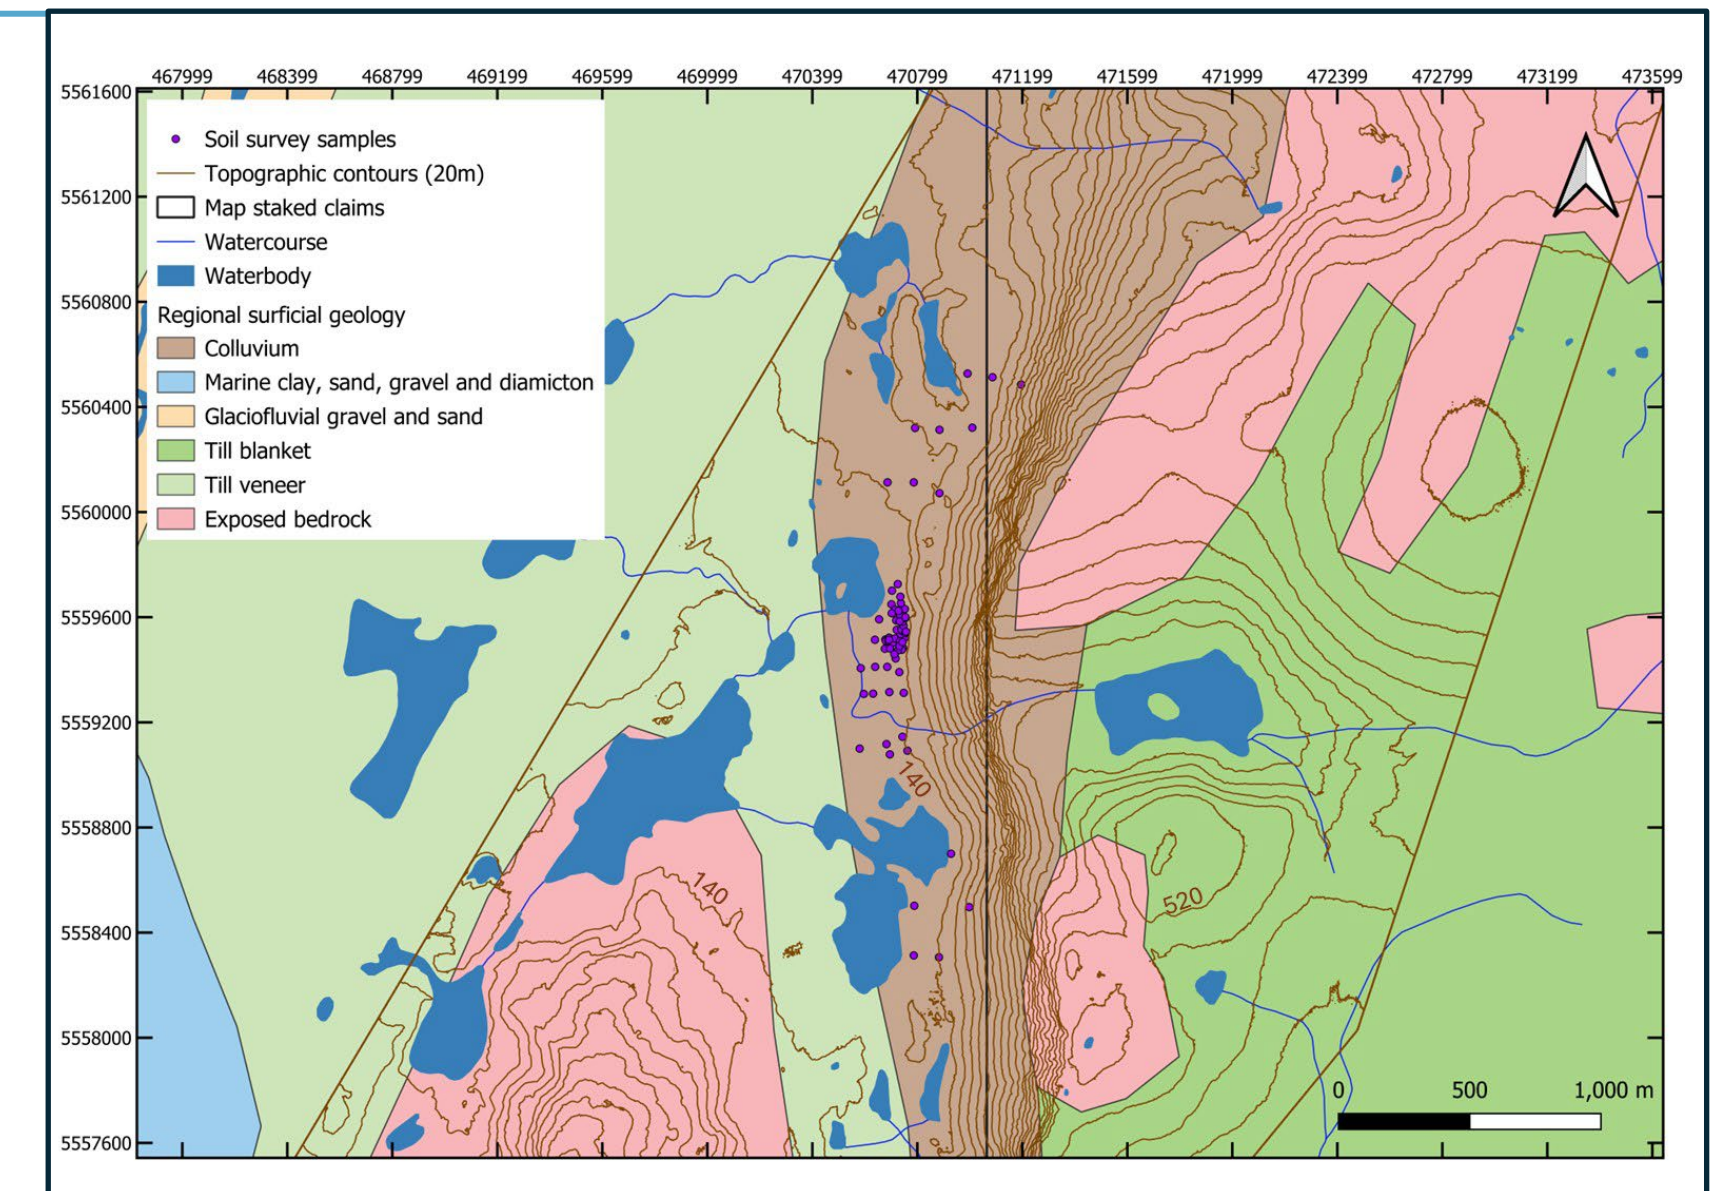 467999 468399 468799 469199 469599 469999 470399 470799 471199 471599 471999 472399 472799 473199 473599
5561600
5561200
5560800
5560400
5560000
5559600
5559200
5558800
5558400
5558000
5557600
Soil survey samples
Topographic contours (20m)
Map staked claims
Watercourse
Waterbody
Regional surficial geology
Colluvium
Marine clay, sand, gravel and diamicton
Glaciofluvial gravel and sand
Till blanket
Till veneer
Exposed bedrock
140
140
520
0 500 1,000 m